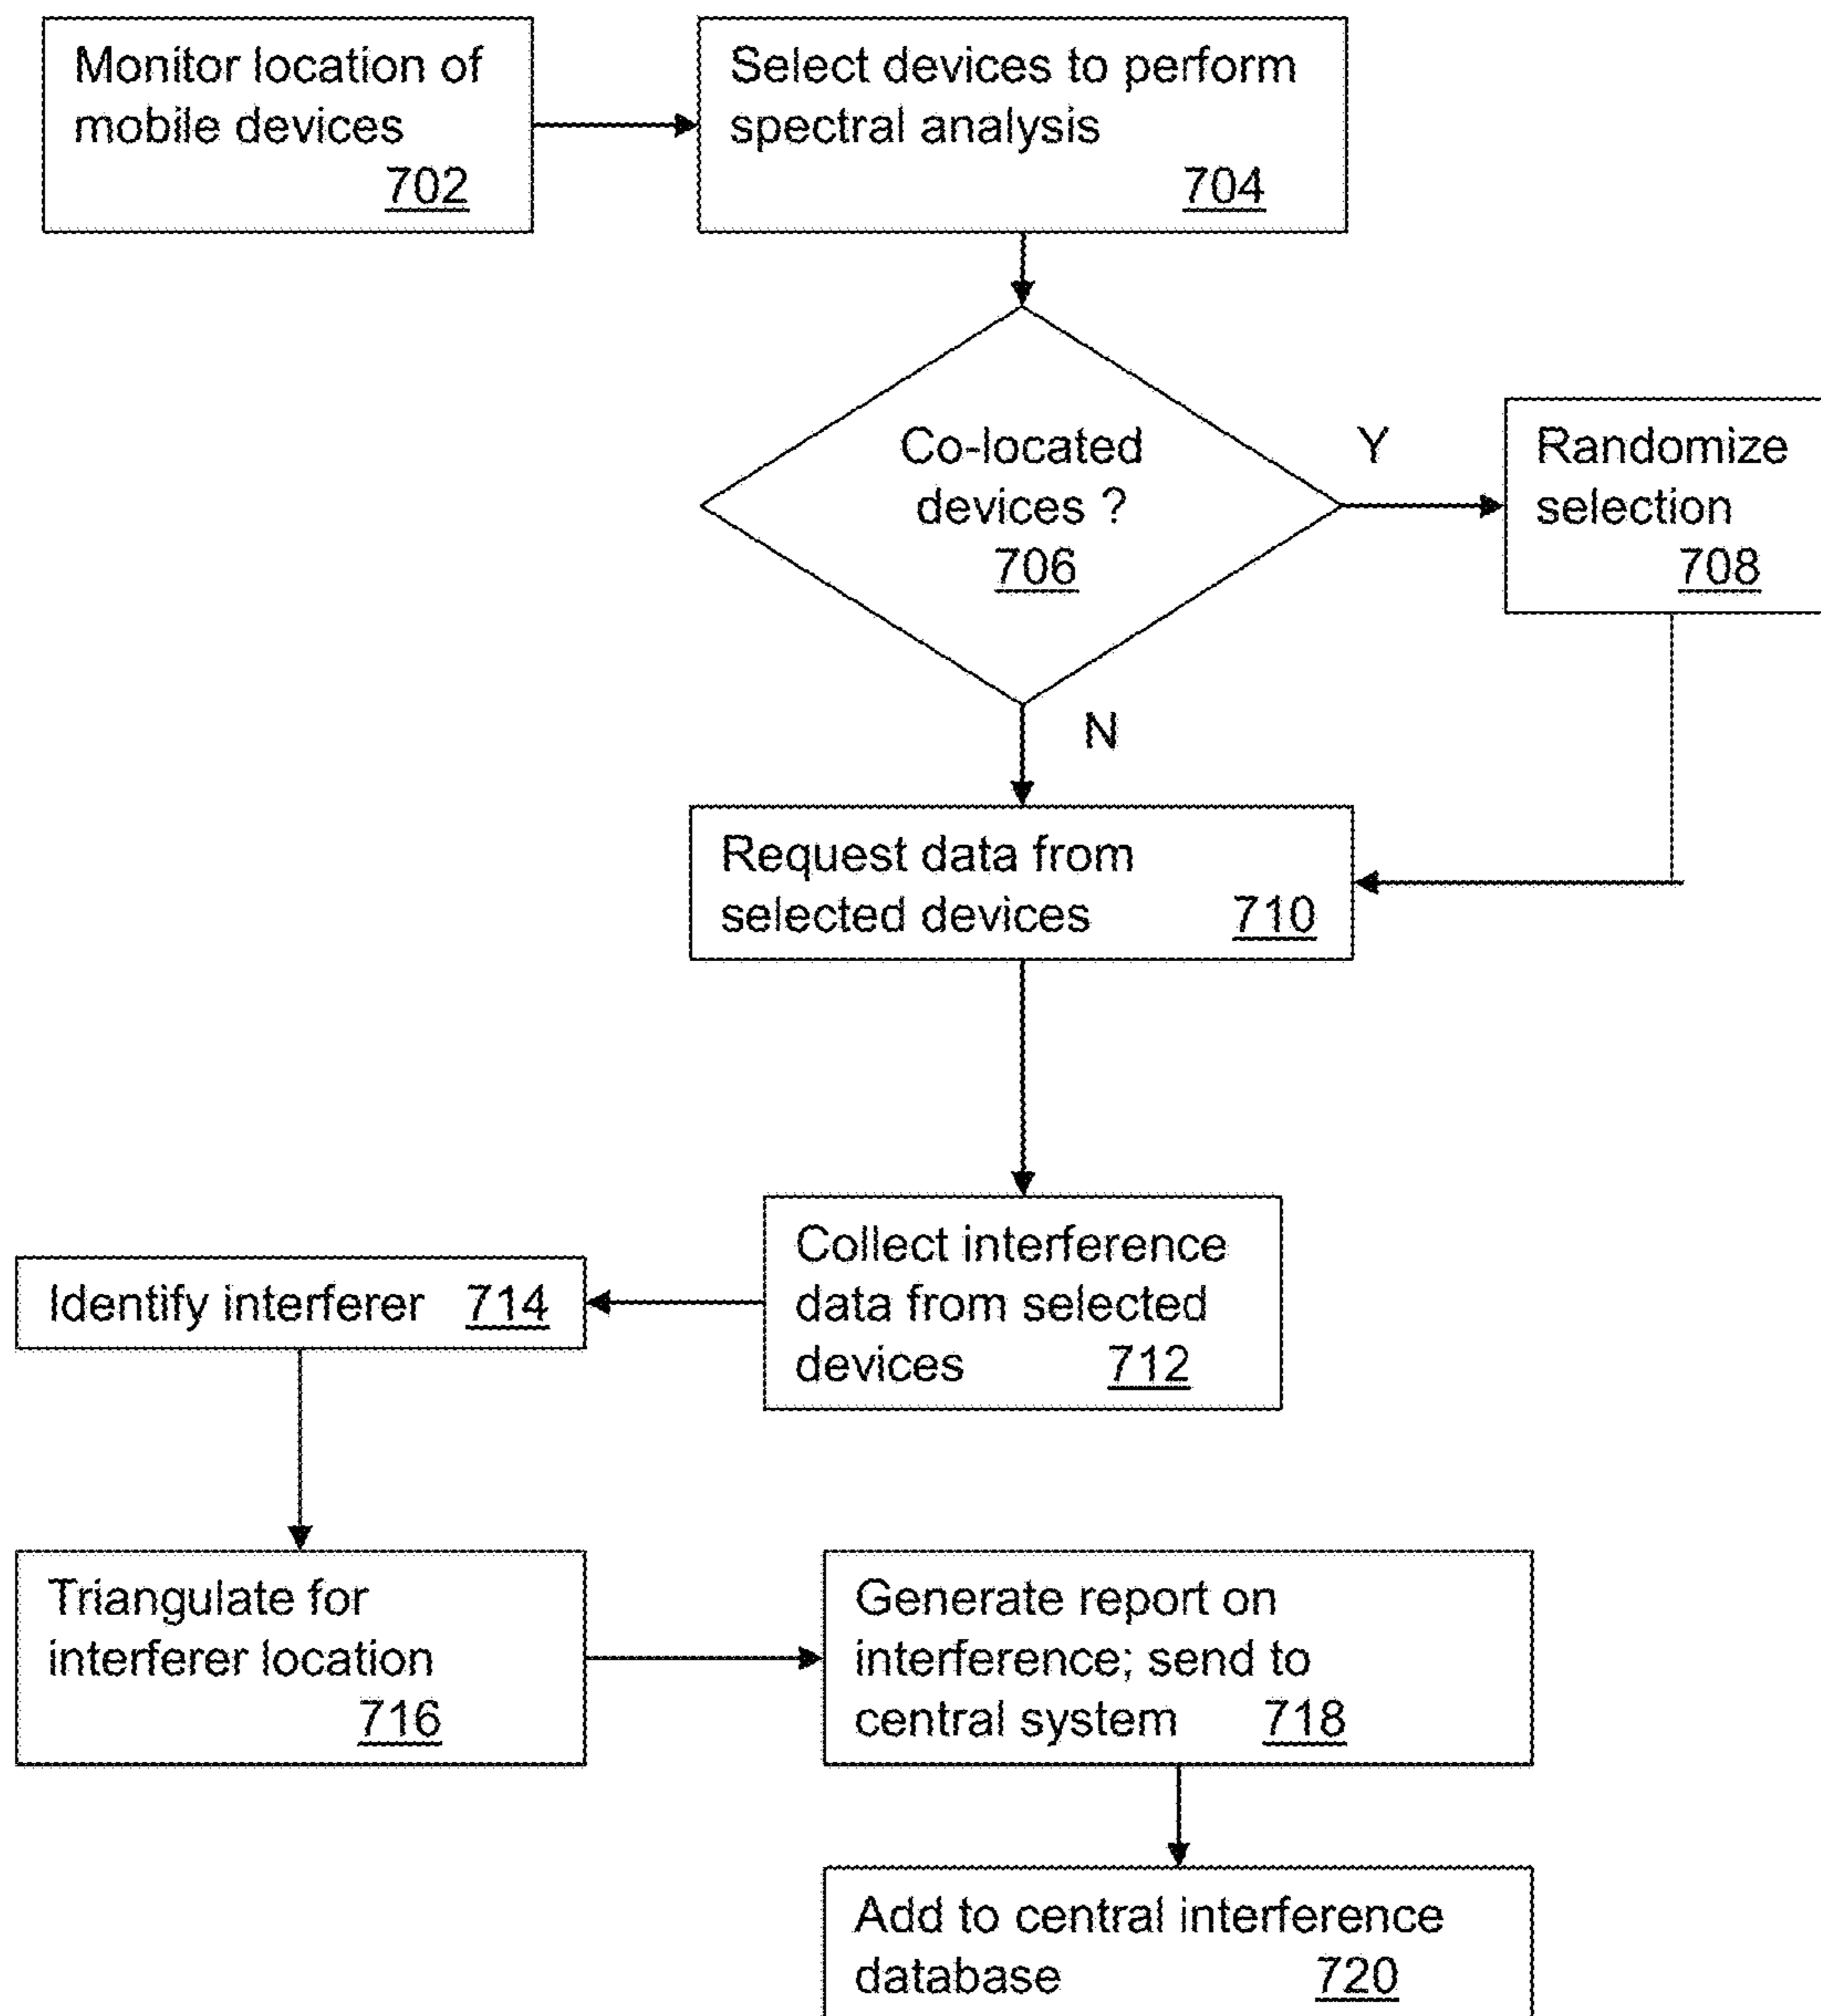 Monitor location of
mobile devices
702
Select devices to perform
spectral analysis
704
Co-located
devices ?
706
Y
Randomize
selection
708
N
Request data from
selected devices 710
Collect interference
data from selected
devices 712
Identify interferer 714
Triangulate for
interferer location
716
Generate report on
interference; send to
central system 718
Add to central interference
database 720